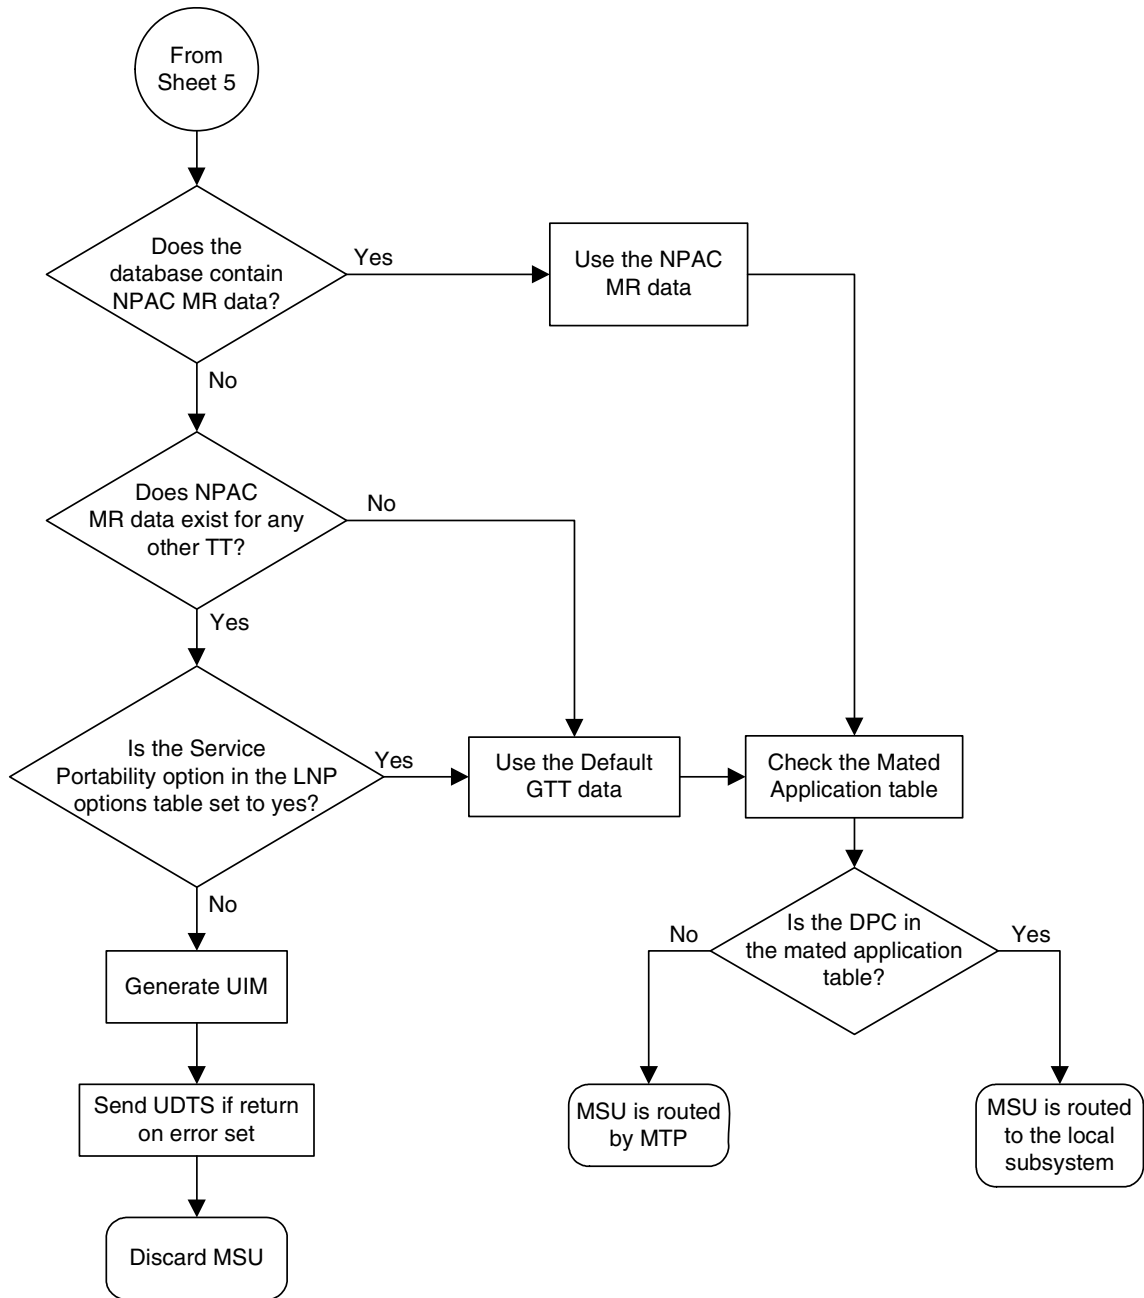 From
Sheet 5
Does the
database contain
NPAC MR data?
Yes
Use the NPAC
MR data
No
Does NPAC
MR data exist for any
other TT?
No
Yes
Is the Service
Portability option in the LNP
options table set to yes?
Yes
Use the Default
GTT data
Check the Mated
Application table
No
Is the DPC in
the mated application
table?
No
Yes
Generate UIM
Send UDTS if return
on error set
MSU is routed
by MTP
MSU is routed
to the local
subsystem
Discard MSU